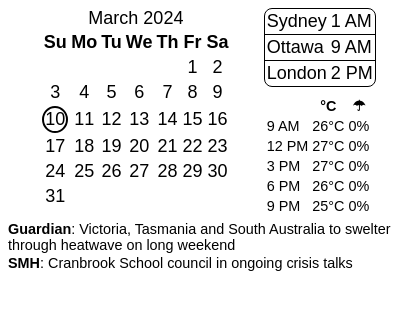 March 2024
Su Mo Tu We Th Fr Sa
1 2
3 4 5 6 7 8 9
10 11 12 13 14 15 16
17 18 19 20 21 22 23
24 25 26 27 28 29 30
31
Sydney 1 AM
Ottawa 9 AM
London 2 PM
°C ☂
9 AM 26°C 0%
12 PM 27°C 0%
3 PM 27°C 0%
6 PM 26°C 0%
9 PM 25°C 0%
Guardian: Victoria, Tasmania and South Australia to swelter
through heatwave on long weekend
SMH: Cranbrook School council in ongoing crisis talks